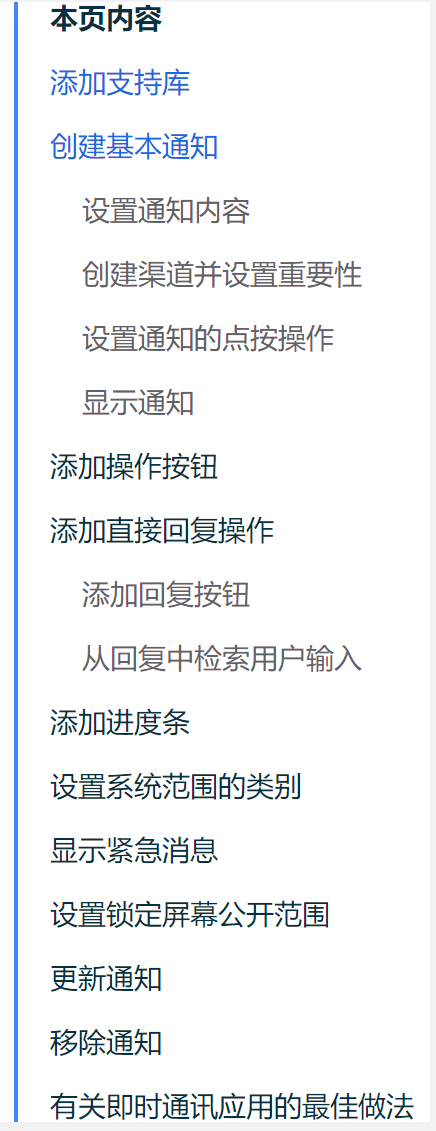 本页内容
添加支持库
创建基本通知
设置通知内容
创建渠道并设置重要性
设置通知的点按操作
显示通知
添加操作按钮
添加直接回复操作
添加回复按钮
从回复中检索用户输入
添加进度条
设置系统范围的类别
显示紧急消息
设置锁定屏幕公开范围
更新通知
移除通知
有关即时通讯应用的最佳做法